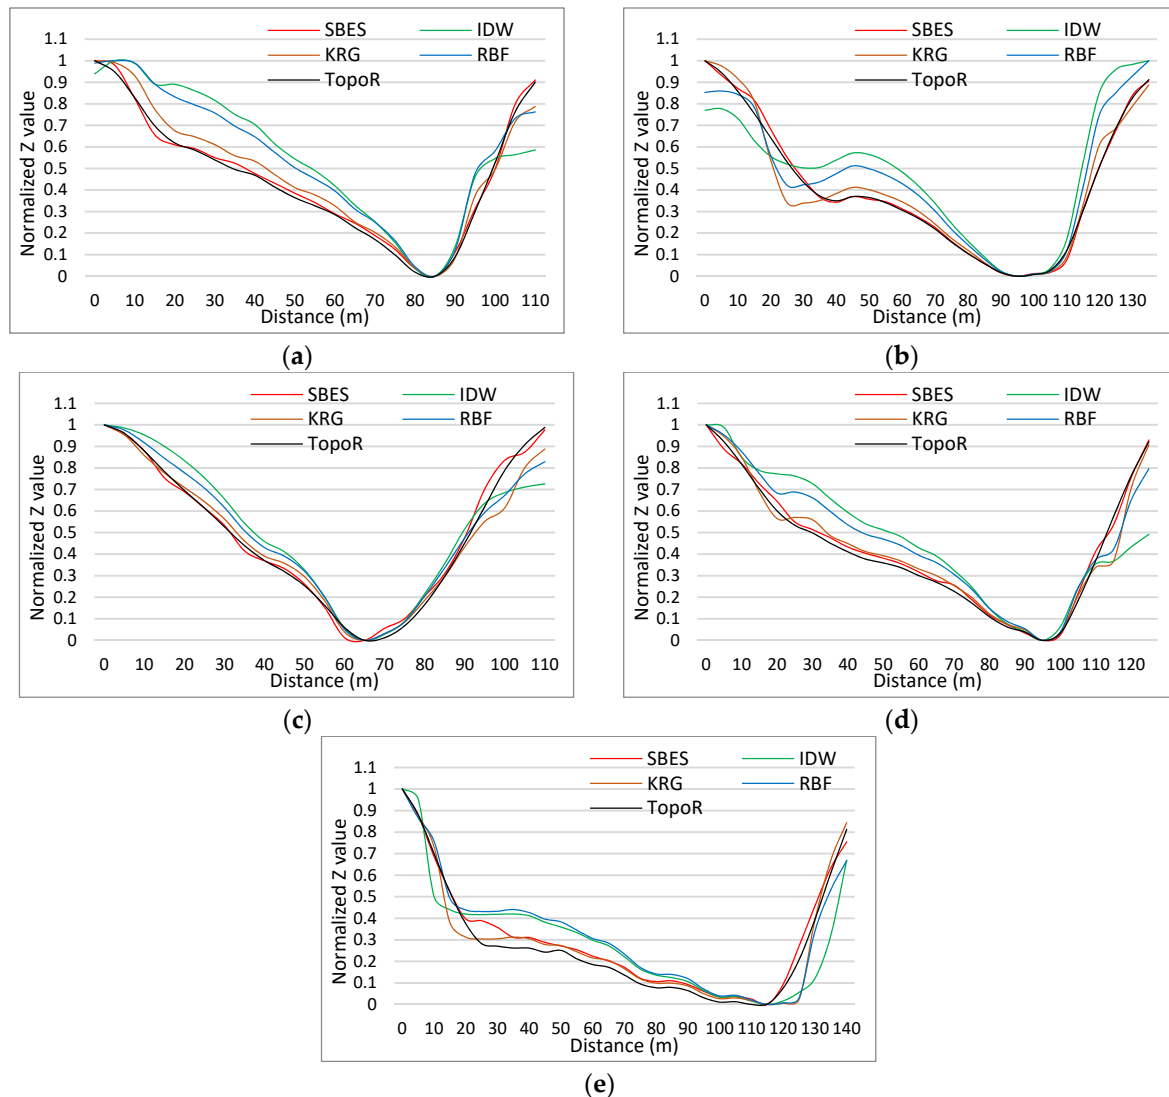 SBES IDW
KRG RBF
TopoR
Normalized Z value
1.1
1
0.9
0.8
0.7
0.6
0.5
0.4
0.3
0.2
0.1
0
0 10 20 30 40 50 60 70 80 90 100 110
Distance (m)
(a)
SBES IDW
KRG RBF
TopoR
Normalized Z value
1.1
1
0.9
0.8
0.7
0.6
0.5
0.4
0.3
0.2
0.1
0
0 10 20 30 40 50 60 70 80 90 100 110 120 130
Distance (m)
(b)
SBES IDW
KRG RBF
TopoR
Normalized Z value
1.1
1
0.9
0.8
0.7
0.6
0.5
0.4
0.3
0.2
0.1
0
0 10 20 30 40 50 60 70 80 90 100 110
Distance (m)
(c)
SBES IDW
KRG RBF
TopoR
Normalized Z value
1.1
1
0.9
0.8
0.7
0.6
0.5
0.4
0.3
0.2
0.1
0
0 10 20 30 40 50 60 70 80 90 100 110 120
Distance (m)
(d)
SBES IDW
KRG RBF
TopoR
Normalized Z value
1.1
1
0.9
0.8
0.7
0.6
0.5
0.4
0.3
0.2
0.1
0
0 10 20 30 40 50 60 70 80 90 100 110 120 130 140
Distance (m)
(e)